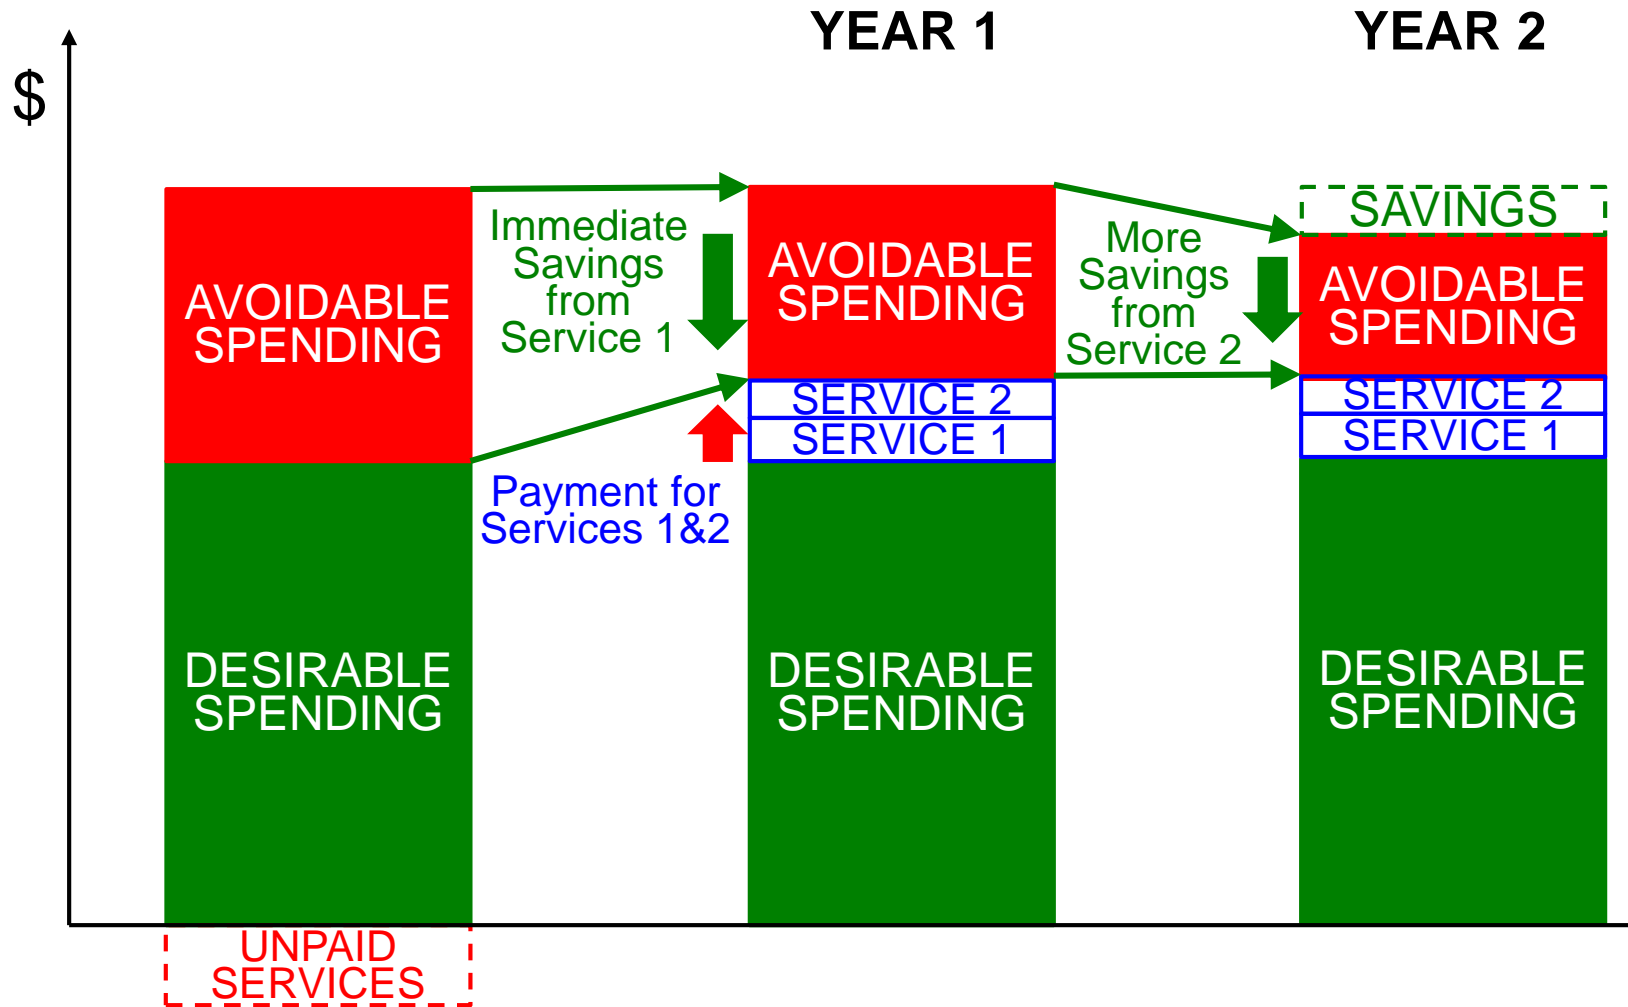 YEAR 1
YEAR 2
$
AVOIDABLE
SPENDING
DESIRABLE
SPENDING
UNPAID
SERVICES
Immediate
Savings
from
Service 1
Payment for
Services 1&2
AVOIDABLE
SPENDING
SERVICE 2
SERVICE 1
DESIRABLE
SPENDING
More
Savings
from
Service 2
SAVINGS
AVOIDABLE
SPENDING
SERVICE 2
SERVICE 1
DESIRABLE
SPENDING